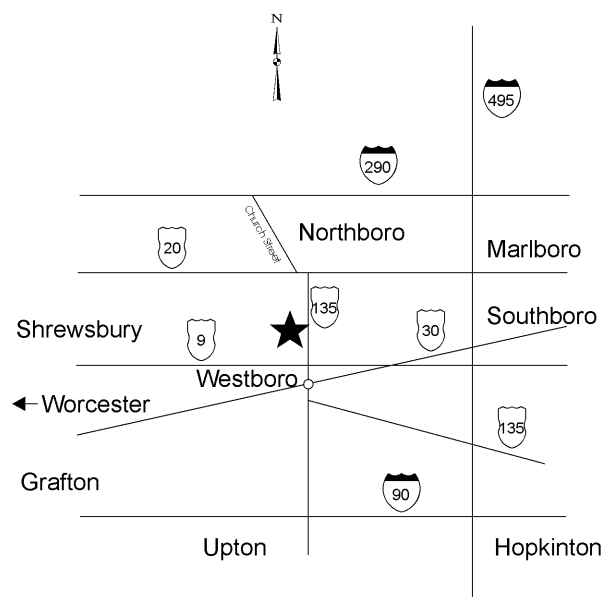 N
495
290
Church Street
Northboro
20
Marlboro
135
Southboro
Shrewsbury
9
30
Westboro
Worcester
135
Grafton
90
Upton
Hopkinton